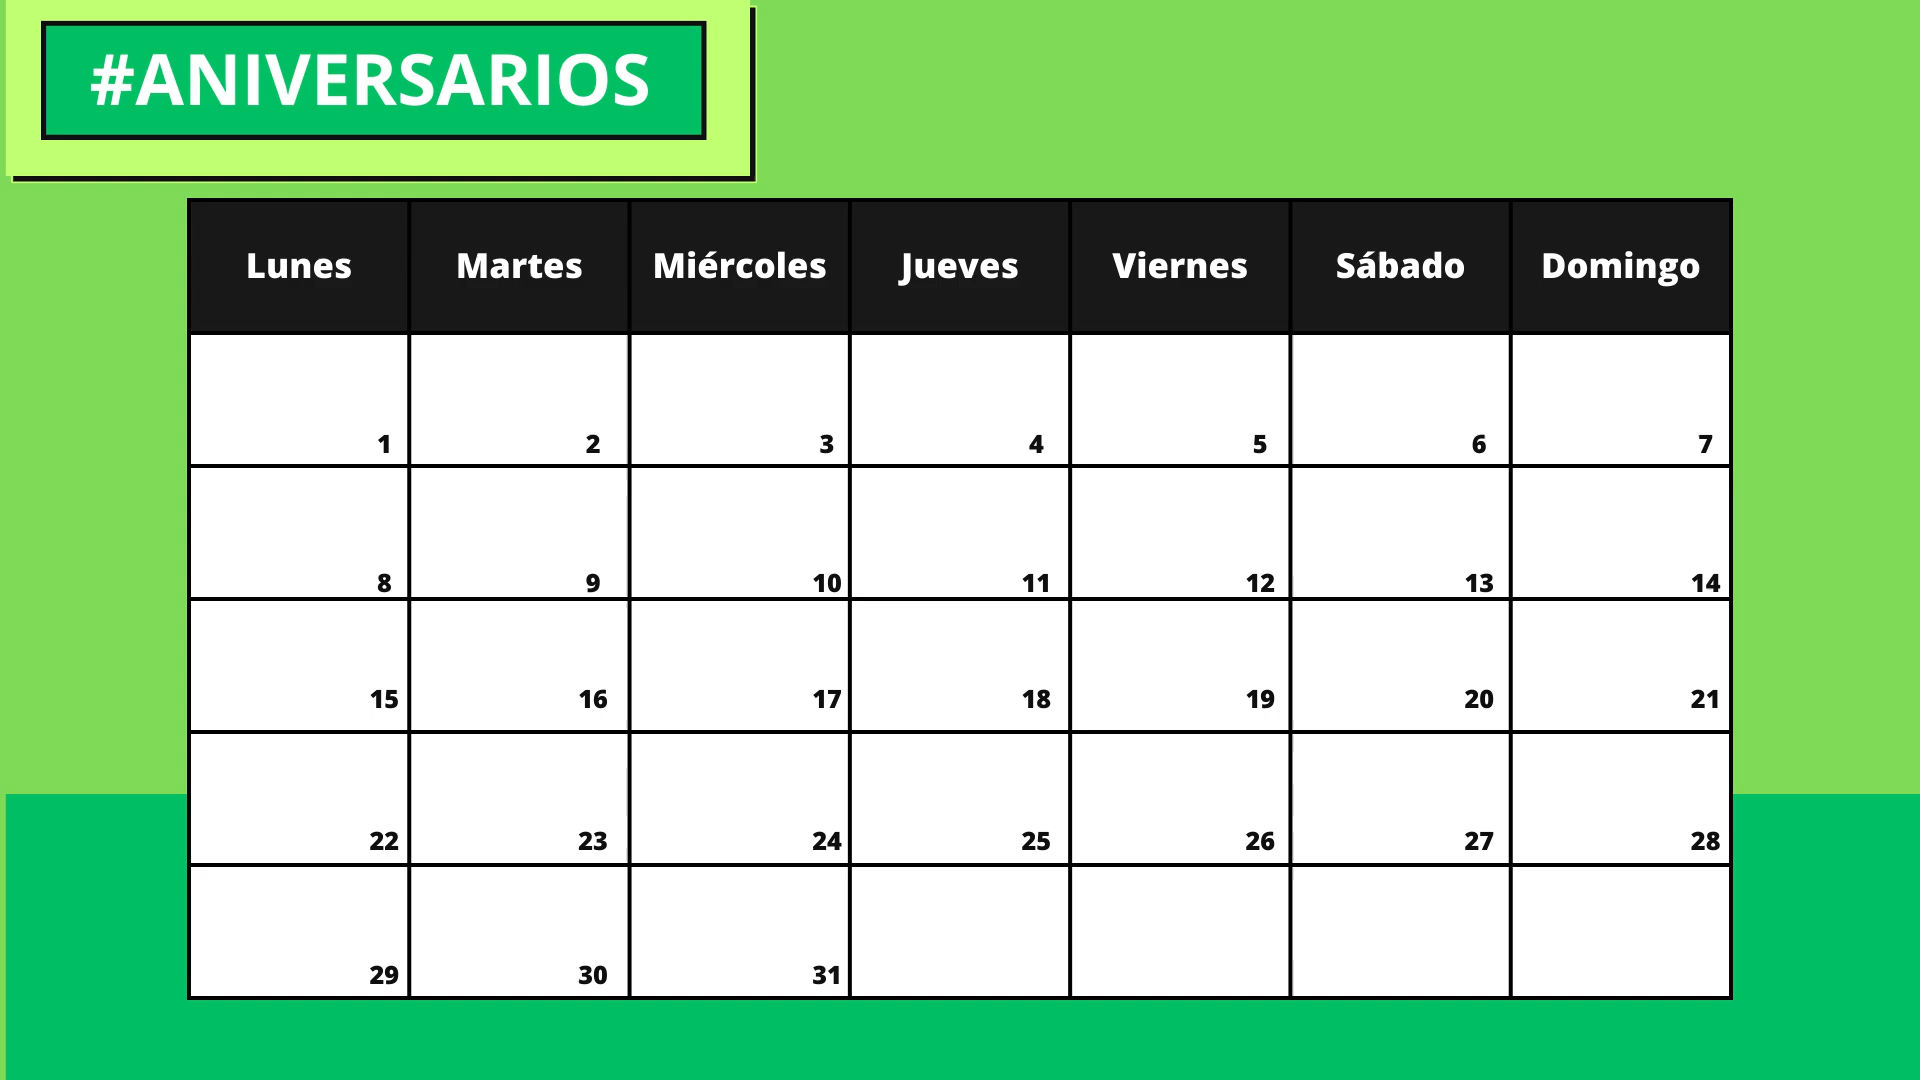 #ANIVERSARIOS
Lunes Martes Miércoles Jueves Viernes Sábado Domingo
1 2 3 4 5 6 7
8 9 10 11 12 13 14
15 16 17 18 19 20 21
22 23 24 25 26 27 28
29 30 31